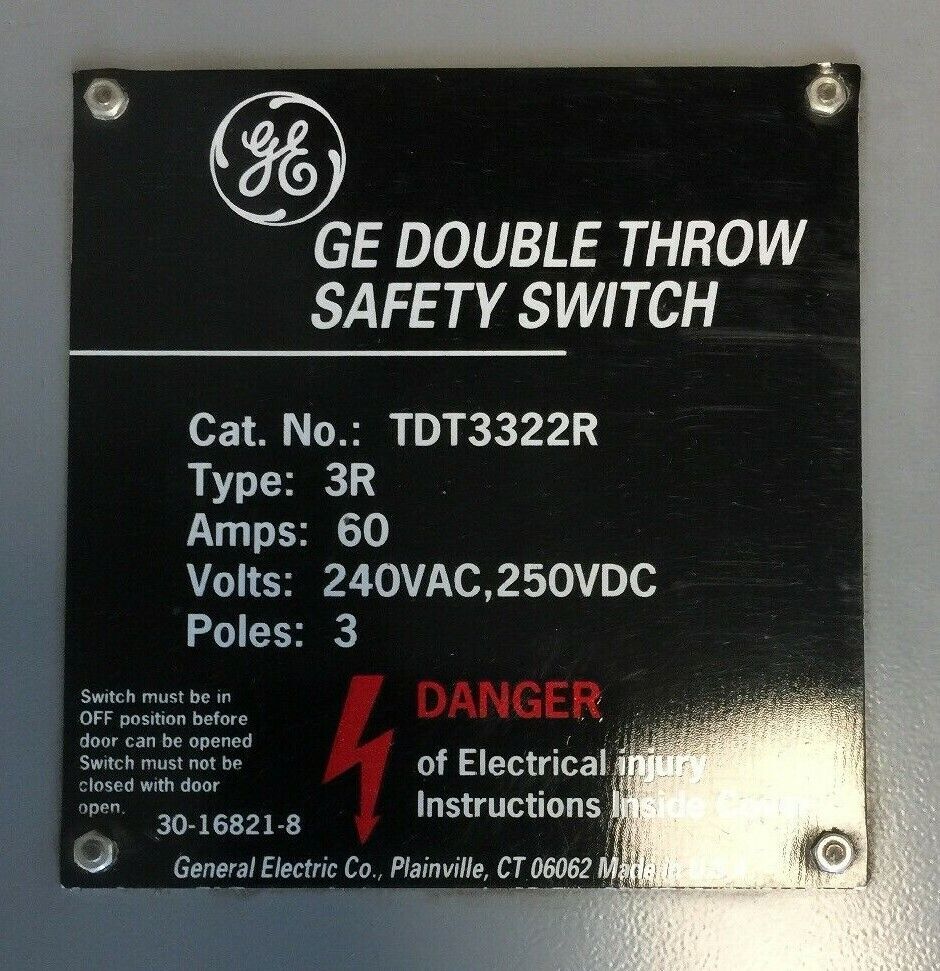 GE
GE DOUBLE THROW
SAFETY SWITCH
Cat. No.: TDT3322R
Type: 3R
Amps: 60
Volts: 240VAC,250VDC
Poles: 3
Switch must be in
OFF position before
door can be opened
Switch must not be
closed with door
open.
30-16821-8
DANGER
of Electrical injury
Instructions Inside
General Electric Co., Plainville, CT 06062 Made in U.S.A.